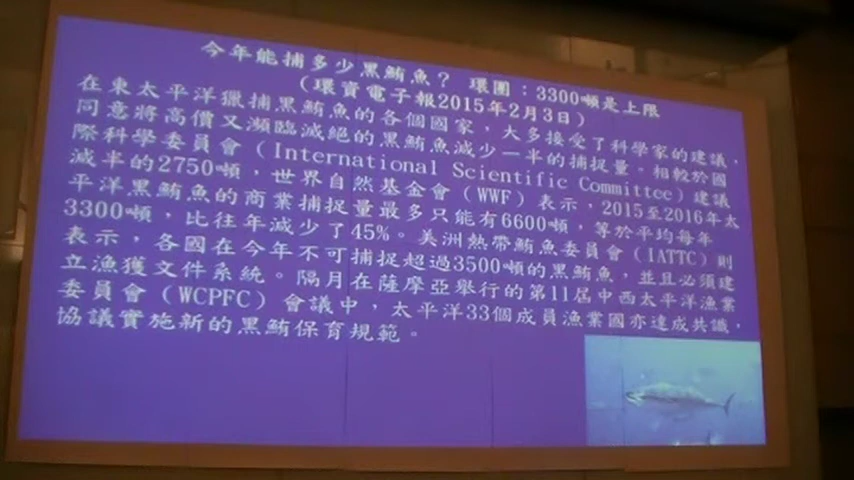 今年能捕多少黑鮪魚? 環團:3300噸是上限
(環資電子報2015年2月3日)
在東太平洋獵捕黑鮪魚的各個國家,大多接受了科學家的建議,
同意將高價又瀕臨滅絕的黑鮪魚減少一半的捕捉量。相較於國
際科學委員會(International Scientific Committee)建議
減半的2750噸,世界自然基金會(WWF)表示,2015至2016年太
平洋黑鮪魚的商業捕捉量最多只能有6600噸,等於平均每年
3300噸,比往年減少了45%。美洲熱帶鮪魚委員會(IATTC)則
表示,各國在今年不可捕捉超過3500噸的黑鮪魚,並且必須建
立漁獲文件系統。隔月在薩摩亞舉行的第11屆中西太平洋漁業
委員會(WCPFC)會議中,太平洋33個成員漁業國亦達成共識,
協議實施新的黑鮪保育規範。